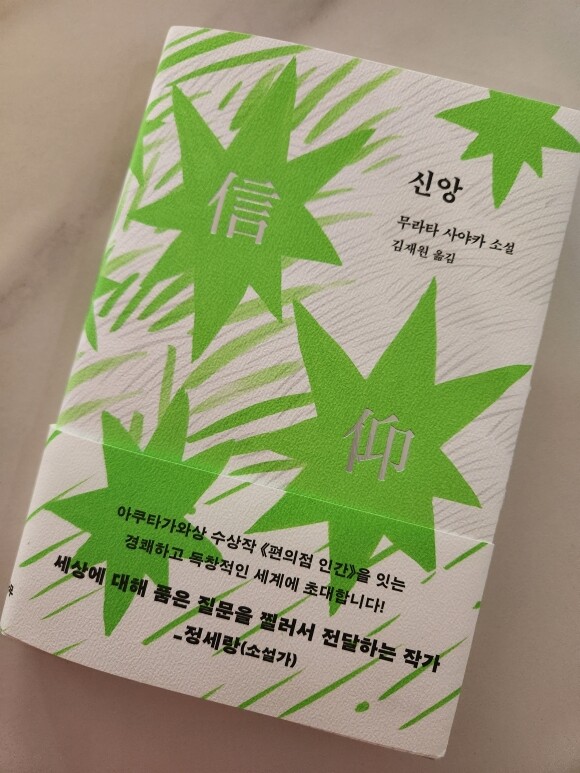 信
신앙
무라타 사야카 소설
김재원 옮김
仰
아쿠타가와상 수상작 《편의점 인간》을 잇는
경쾌하고 독창적인 세계에 초대합니다!
세상에 대해 품은 질문을 찔러서 전달하는 작가
-정세랑(소설가)